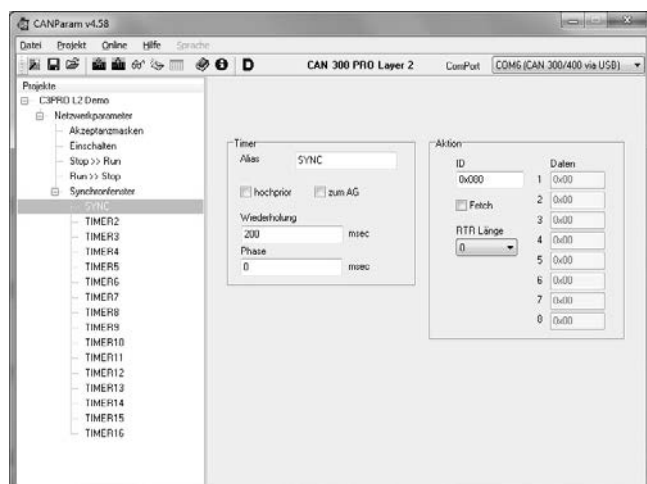 CANParam v4.58
Datei Projekt Online Hilfe Sprache
D CAN 300 PRO Layer 2 ComPort COM6 (CAN 300/400 via USB)
Projekte
C3PRO L2 Demo
Netzwerkparameter
Akzeptanzmasken
Einschalten
Stop >> Run
Run >> Stop
Synchronfenster
SYNC
TIMER2
TIMER3
TIMER4
TIMER5
TIMER6
TIMER7
TIMER8
TIMER9
TIMER10
TIMER11
TIMER12
TIMER13
TIMER14
TIMER15
TIMER16
Timer
Alias SYNC
hochprior zum AG
Wiederholung
200 msec
Phase
0 msec
Aktion
ID Daten
0x080 1 0x00
2 0x00
Fetch
3 0x00
RTR Länge
0 4 0x00
5 0x00
6 0x00
7 0x00
8 0x00